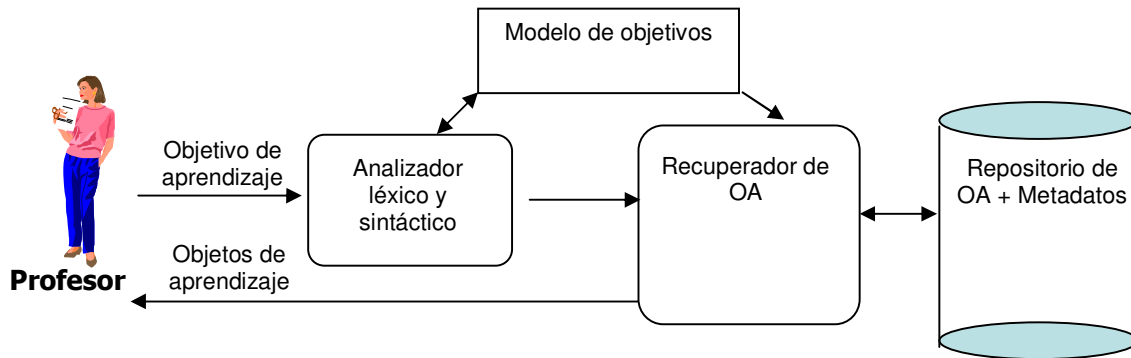 Modelo de objetivos
Objetivo de
aprendizaje
Analizador
léxico y
sintáctico
Recuperador de
OA
Repositorio de
OA + Metadatos
Objetos de
aprendizaje
Profesor